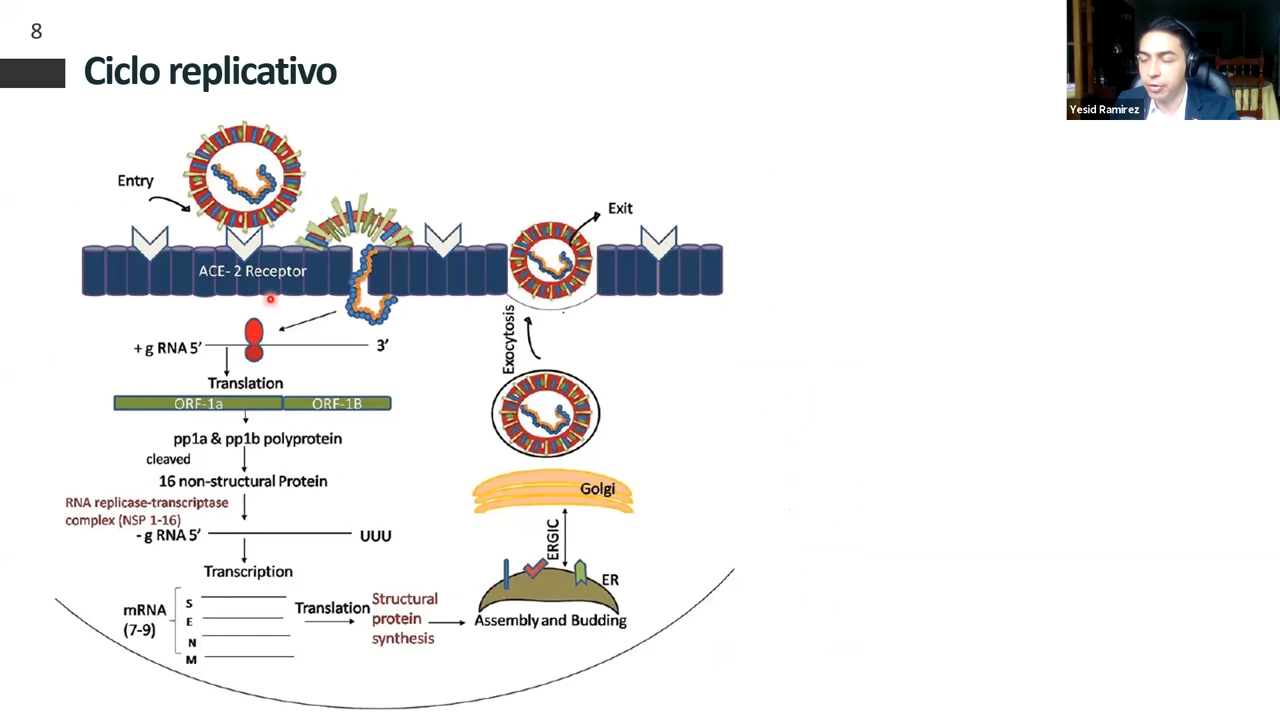 8
Ciclo replicativo
Yesid Ramirez
Entry
Exit
ACE- 2 Receptor
+ g RNA 5’
3’
Translation
ORF-1a
ORF-1B
pp1a & pp1b polyprotein
cleaved
16 non-structural Protein
RNA replicase-transcriptase
complex (NSP 1-16)
- g RNA 5’
UUU
Transcription
mRNA
(7-9)
S
E
N
M
Translation
Structural
protein
synthesis
Assembly and Budding
ER
ERGIC
Golgi
Exocytosis